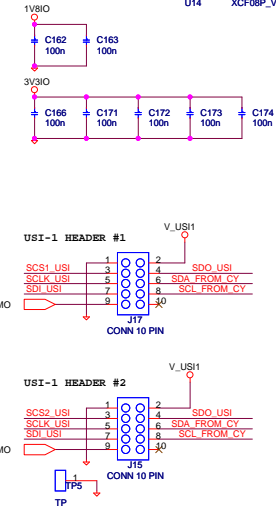 U14 XCF08P_V
1V8IO
C162 C163
100n 100n
3V3IO
C166 C171 C172 C173 C174
100n 100n 100n 100n 100n
V_USI1
USI-1 HEADER #1
1 2
SCS1_USI 3 4 SDO_USI
SCLK_USI 5 6 SDA_FROM_CY
SDI_USI 7 8 SCL_FROM_CY
MO 9 10
J17
CONN 10 PIN
V_USI1
USI-1 HEADER #2
1 2
SCS2_USI 3 4 SDO_USI
SCLK_USI 5 6 SDA_FROM_CY
SDI_USI 7 8 SCL_FROM_CY
MO 9 10
J15
CONN 10 PIN
1
TP5
TP